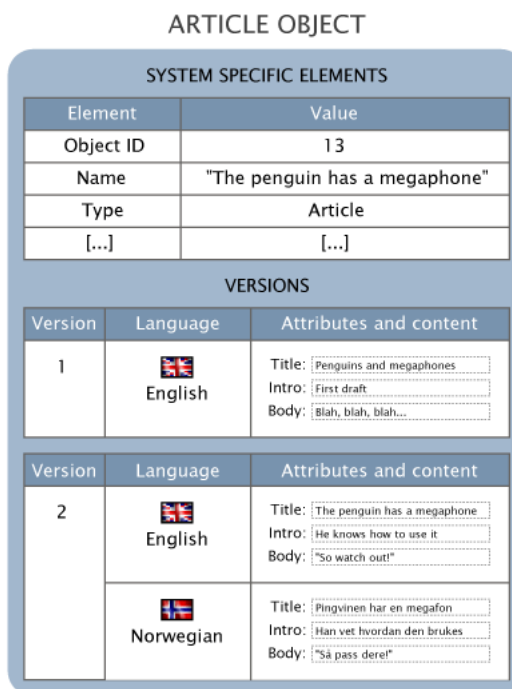 ARTICLE OBJECT
SYSTEM SPECIFIC ELEMENTS
Element Value
Object ID 13
Name "The penguin has a megaphone"
Type Article
[...] [...]
VERSIONS
Version Language Attributes and content
1 English
Title: Penguins and megaphones
Intro: First draft
Body: Blah, blah, blah...
Version Language Attributes and content
2 English
Title: The penguin has a megaphone
Intro: He knows how to use it
Body: "So watch out!"
Norwegian
Title: Pingvinen har en megafon
Intro: Han vet hvordan den brukes
Body: "Så pass dere!"